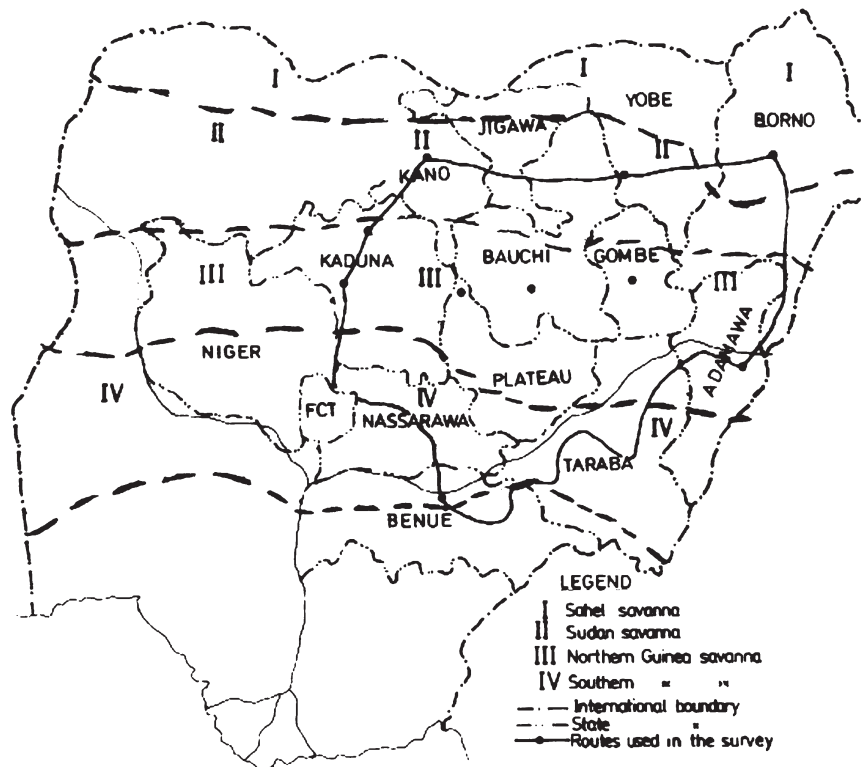 I
I
I
YOBE
BORNO
II
JIGAWA
II
II
KANO
III
KADUNA
III
BAUCHI
GOMBE
III
NIGER
ADAMAWA
IV
PLATEAU
IV
FCT
NASSARAWA
IV
TARABA
BENUE
LEGEND
I Sahel savanna
II Sudan savanna
III Northern Guinea savanna
IV Southern " "
International boundary
State "
Routes used in the survey